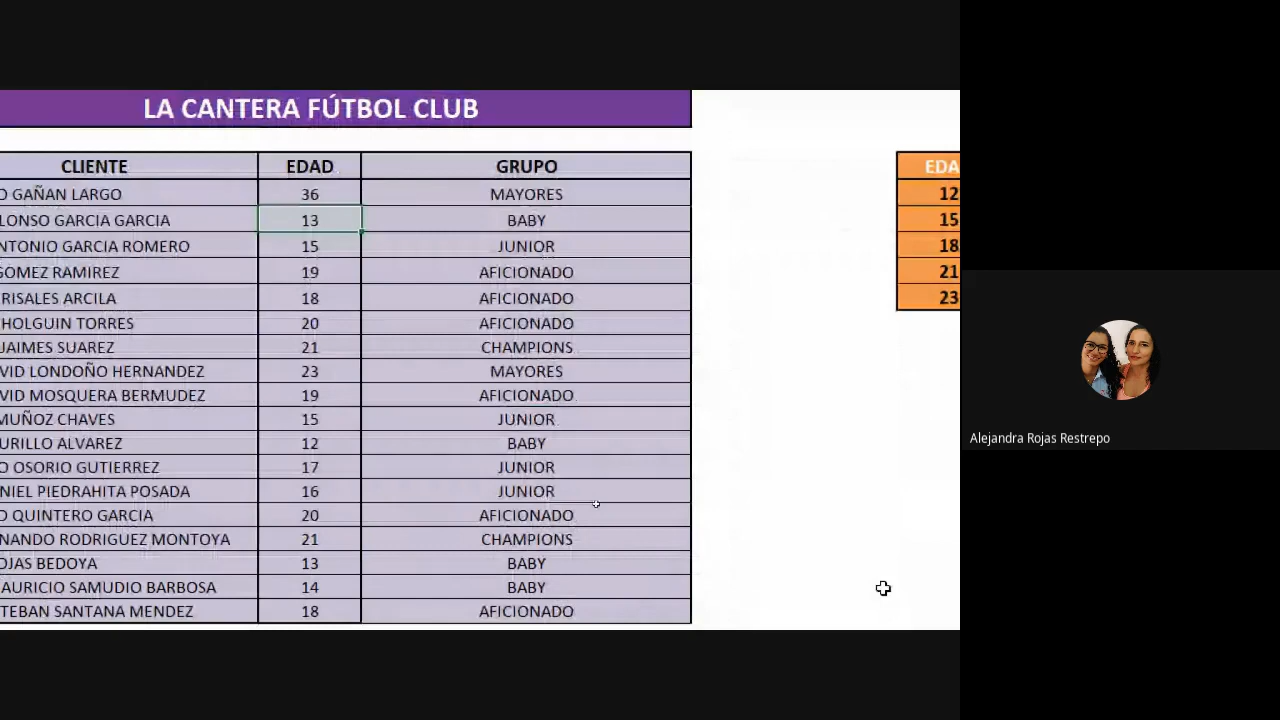 LA CANTERA FÚTBOL CLUB
CLIENTE EDAD GRUPO
O GAÑAN LARGO 36 MAYORES
LONSO GARCIA GARCIA 13 BABY
NTONIO GARCIA ROMERO 15 JUNIOR
GOMEZ RAMIREZ 19 AFICIONADO
RISALES ARCILA 18 AFICIONADO
HOLGUIN TORRES 20 AFICIONADO
JAIMES SUAREZ 21 CHAMPIONS
VID LONDOÑO HERNANDEZ 23 MAYORES
VID MOSQUERA BERMUDEZ 19 AFICIONADO
MUÑOZ CHAVES 15 JUNIOR
URILLO ALVAREZ 12 BABY
O OSORIO GUTIERREZ 17 JUNIOR
NIEL PIEDRAHITA POSADA 16 JUNIOR
O QUINTERO GARCIA 20 AFICIONADO
NANDO RODRIGUEZ MONTOYA 21 CHAMPIONS
OJAS BEDOYA 13 BABY
AURICIO SAMUDIO BARBOSA 14 BABY
TEBAN SANTANA MENDEZ 18 AFICIONADO
EDA
12
15
18
21
23
Alejandra Rojas Restrepo